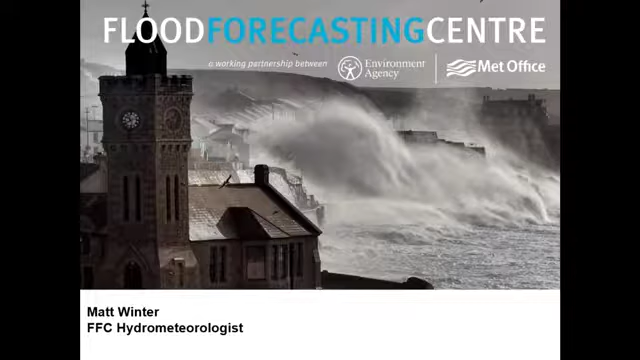 FLOODFORECASTINGCENTRE
a working partnership between
Environment
Agency
Met Office
Matt Winter
FFC Hydrometeorologist